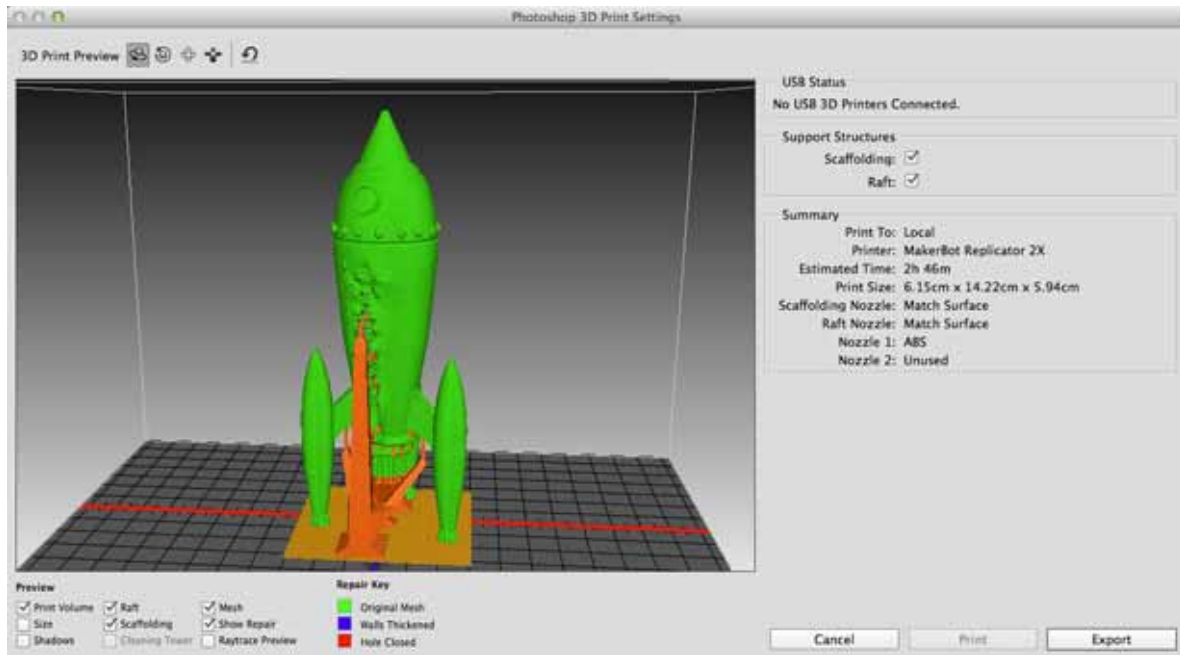 Photoshop 3D Print Settings
3D Print Preview
USB Status
No USB 3D Printers Connected.
Support Structures
Scaffolding:
Raft:
Summary
Print To: Local
Printer: MakerBot Replicator 2X
Estimated Time: 2h 46m
Print Size: 6.15cm x 14.22cm x 5.94cm
Scaffolding Nozzle: Match Surface
Raft Nozzle: Match Surface
Nozzle 1: ABS
Nozzle 2: Unused
Preview
Print Volume Raft Mesh
Size Scaffolding Show Repair
Shadows Cleaning Tower Raytrace Preview
Repair Key
Original Mesh
Walls Thickened
Hole Closed
Cancel Print Export